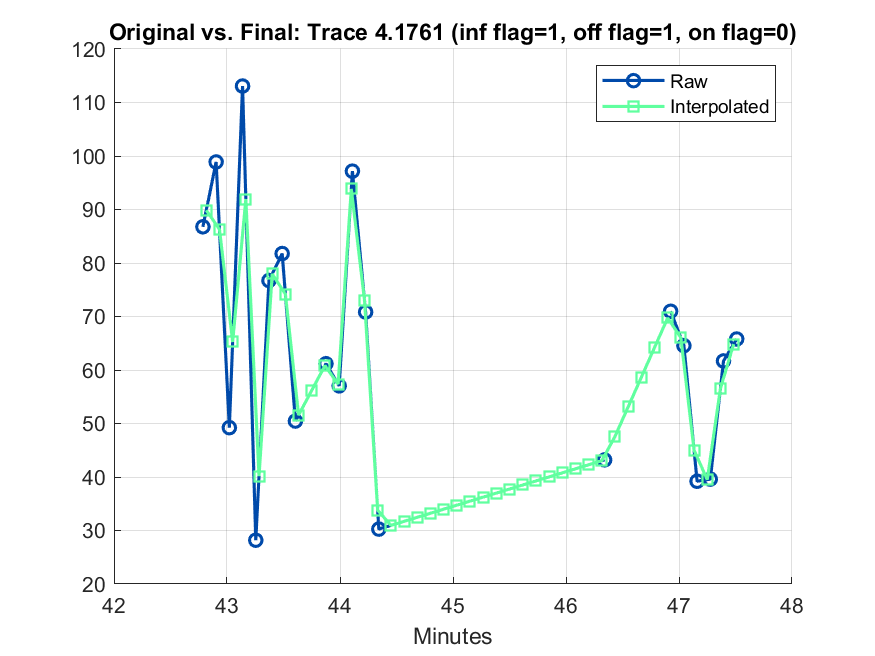 Original vs. Final: Trace 4.1761 (inf flag=1, off flag=1, on flag=0)
120
110
100
90
80
70
60
50
40
30
20
Raw
Interpolated
42 43 44 45 46 47 48
Minutes